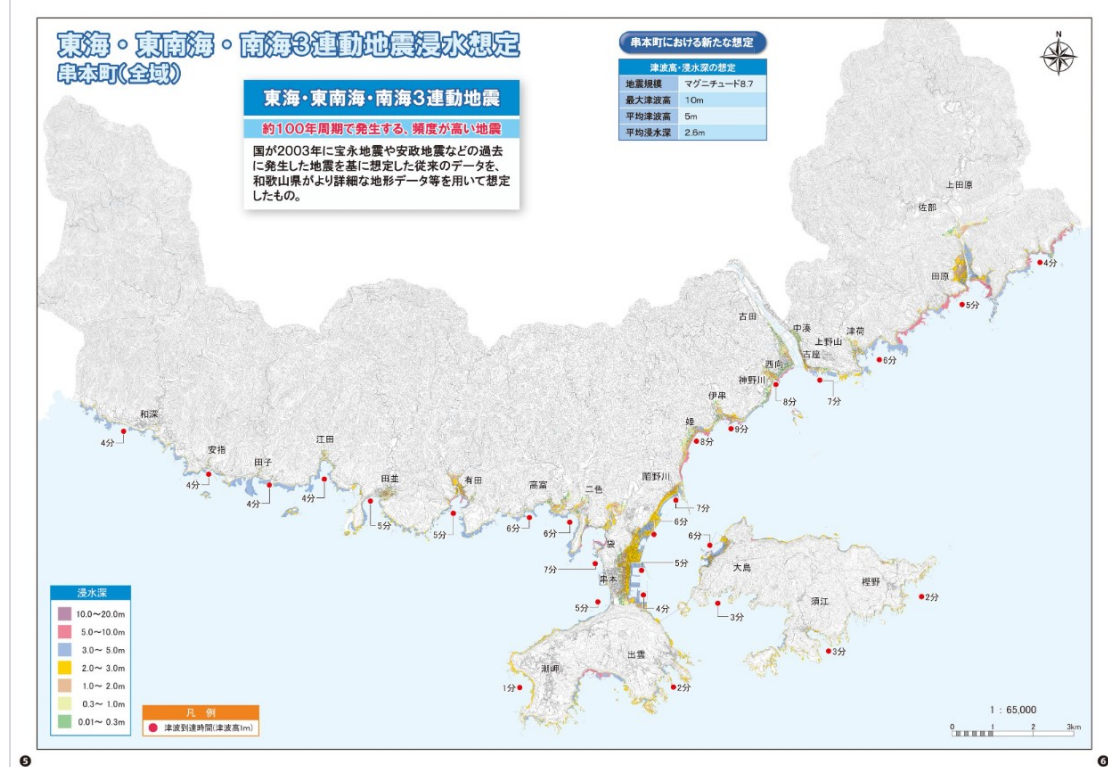 東海・東南海・南海3連動地震浸水想定
串本町(全域)
東海・東南海・南海3連動地震
約100年周期で発生する、頻度が高い地震
国が2003年に宝永地震や安政地震などの過去
に発生した地震を基に想定した従来のデータを、
和歌山県がより詳細な地形データ等を用いて想定
したもの。
串本町における新たな想定
津波高・浸水深の想定
地震規模 マグニチュード8.7
最大津波高 10m
平均津波高 5m
平均浸水深 2.6m
N
上田原
佐部
田原
4分
5分
古田
中湊
津荷
上野山
古座
西向
神野川
6分
7分
8分
伊串
姫
9分
8分
和深
4分
安指
4分
田子
4分
江田
4分
田並
5分
有田
5分
高富
6分
二色
6分
鬮野川
7分
6分
袋
7分
5分
串本
5分
4分
6分
大島
樫野
2分
須江
3分
3分
出雲
潮岬
1分
2分
浸水深
10.0~20.0m
5.0~10.0m
3.0~ 5.0m
2.0~ 3.0m
1.0~ 2.0m
0.3~ 1.0m
0.01~ 0.3m
凡 例
津波到達時間(津波高1m)
1 : 65,000
0 1 2 3km
5
6